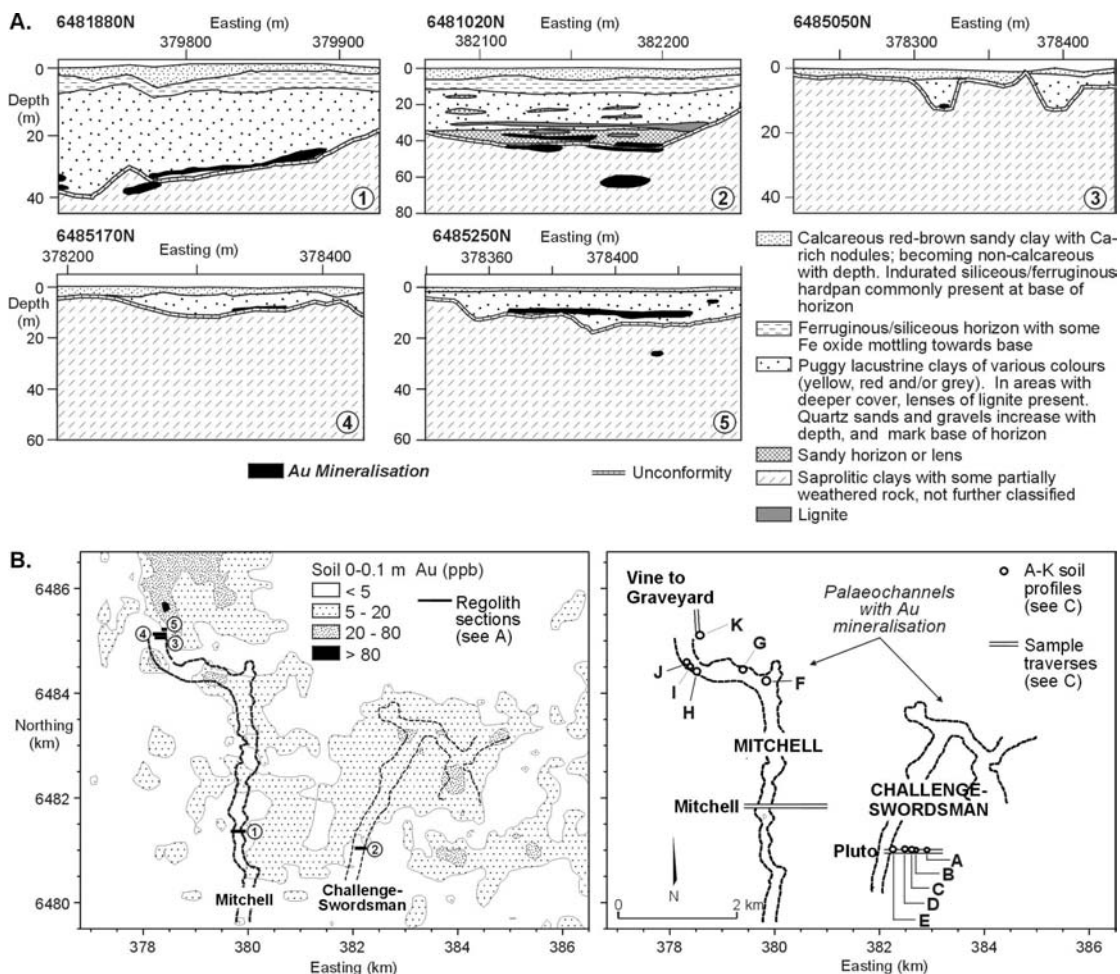 A.
6481880N Easting (m)
379800 379900
0
Depth
(m)
20
40
1
6481020N Easting (m)
382100 382200
0
20
40
60
80
2
6485050N Easting (m)
378300 378400
0
20
40
3
6485170N
Easting (m)
378200 378400
0
Depth
(m)
20
40
60
4
6485250N
Easting (m)
378360 378400
0
20
40
60
5
Calcareous red-brown sandy clay with Ca-
rich nodules; becoming non-calcareous
with depth. Indurated siliceous/ferruginous
hardpan commonly present at base of
horizon
Ferruginous/siliceous horizon with some
Fe oxide mottling towards base
Puggy lacustrine clays of various colours
(yellow, red and/or grey). In areas with
deeper cover, lenses of lignite present.
Quartz sands and gravels increase with
depth, and mark base of horizon
Sandy horizon or lens
Saprolitic clays with some partially
weathered rock, not further classified
Lignite
Au Mineralisation
Unconformity
B.
Soil 0-0.1 m Au (ppb)
< 5
5 - 20
20 - 80
> 80
Regolith
sections
(see A)
6486
6484
Northing
(km)
6482
6480
4
5
3
1
2
Mitchell
Challenge-
Swordsman
378 380 382 384 386
Easting (km)
Vine to
Graveyard
K
G
J
I
H
F
Palaeochannels
with Au
mineralisation
A-K soil
profiles
(see C)
Sample
traverses
(see C)
MITCHELL
Mitchell
CHALLENGE-
SWORDSMAN
Pluto
A
B
C
D
E
N
0 2 km
378 380 382 384 386
Easting (km)